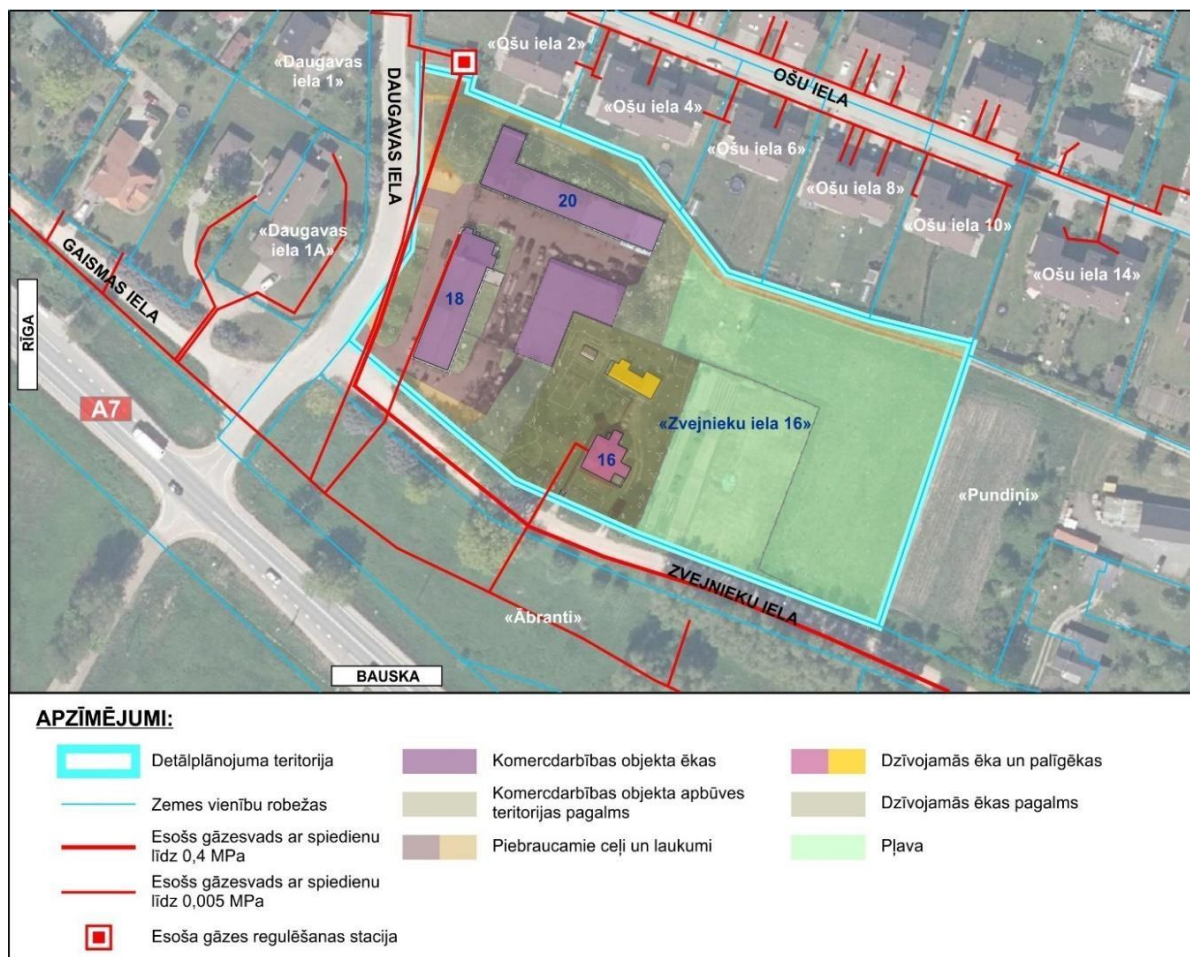 «Ošu iela 2»
«Daugavas
iela 1»
DAUGAVAS IELA
OŠU IELA
«Ošu iela 4»
«Ošu iela 6»
«Ošu iela 8»
20
«Ošu iela 10»
«Daugavas
iela 1A»
GAISMAS IELA
«Ošu iela 14»
18
RĪGA
A7
«Zvejnieku iela 16»
16
«Pundiņi»
ZVEJNIEKU IELA
«Ābranti»
BAUSKA
APZĪMĒJUMI:
Detālplānojuma teritorija
Zemes vienību robežas
Esošs gāzesvads ar spiedienu
līdz 0,4 MPa
Esošs gāzesvads ar spiedienu
līdz 0,005 MPa
Esoša gāzes regulēšanas stacija
Komercdarbības objekta ēkas
Komercdarbības objekta apbūves
teritorijas pagalms
Piebraucamie ceļi un laukumi
Dzīvojamās ēka un palīgēkas
Dzīvojamās ēkas pagalms
Pļava